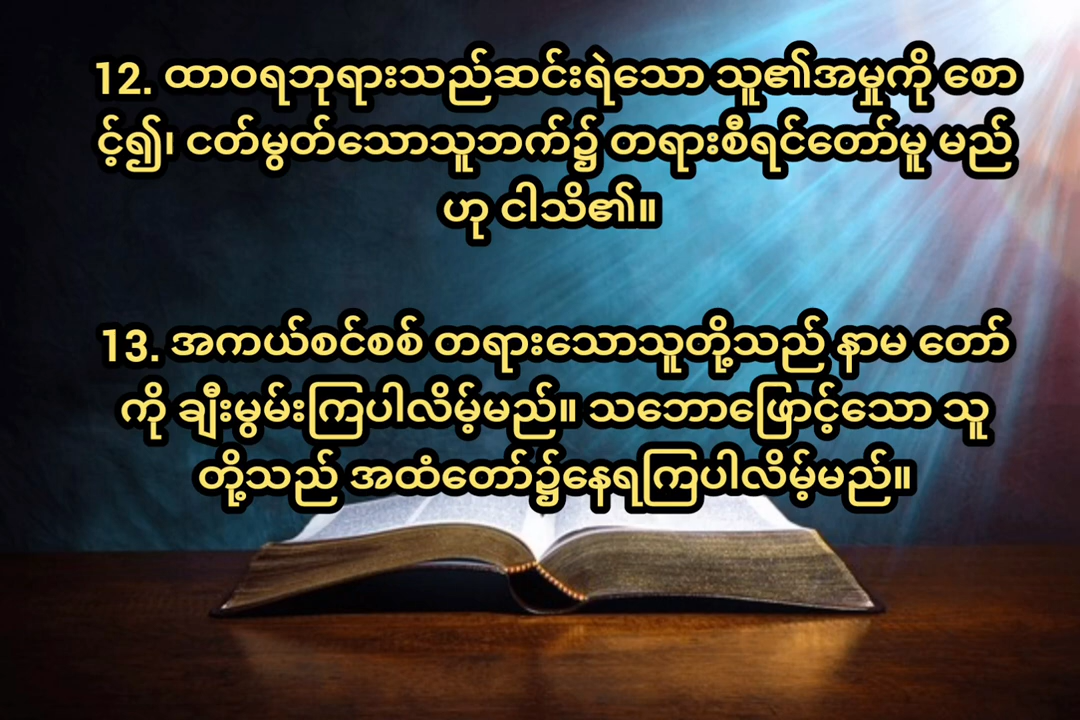 12. ထာဝရဘုရားသည်ဆင်းရဲသော သူ၏အမှုကို စော
င့်၍၊ ငတ်မွတ်သောသူဘက်၌ တရားစီရင်တော်မူ မည်
ဟု ငါသိ၏။
13. အကယ်စင်စစ် တရားသောသူတို့သည် နာမ တော်
ကို ချီးမွမ်းကြပါလိမ့်မည်။ သဘောဖြောင့်သော သူ
တို့သည် အထံတော်၌နေရကြပါလိမ့်မည်။